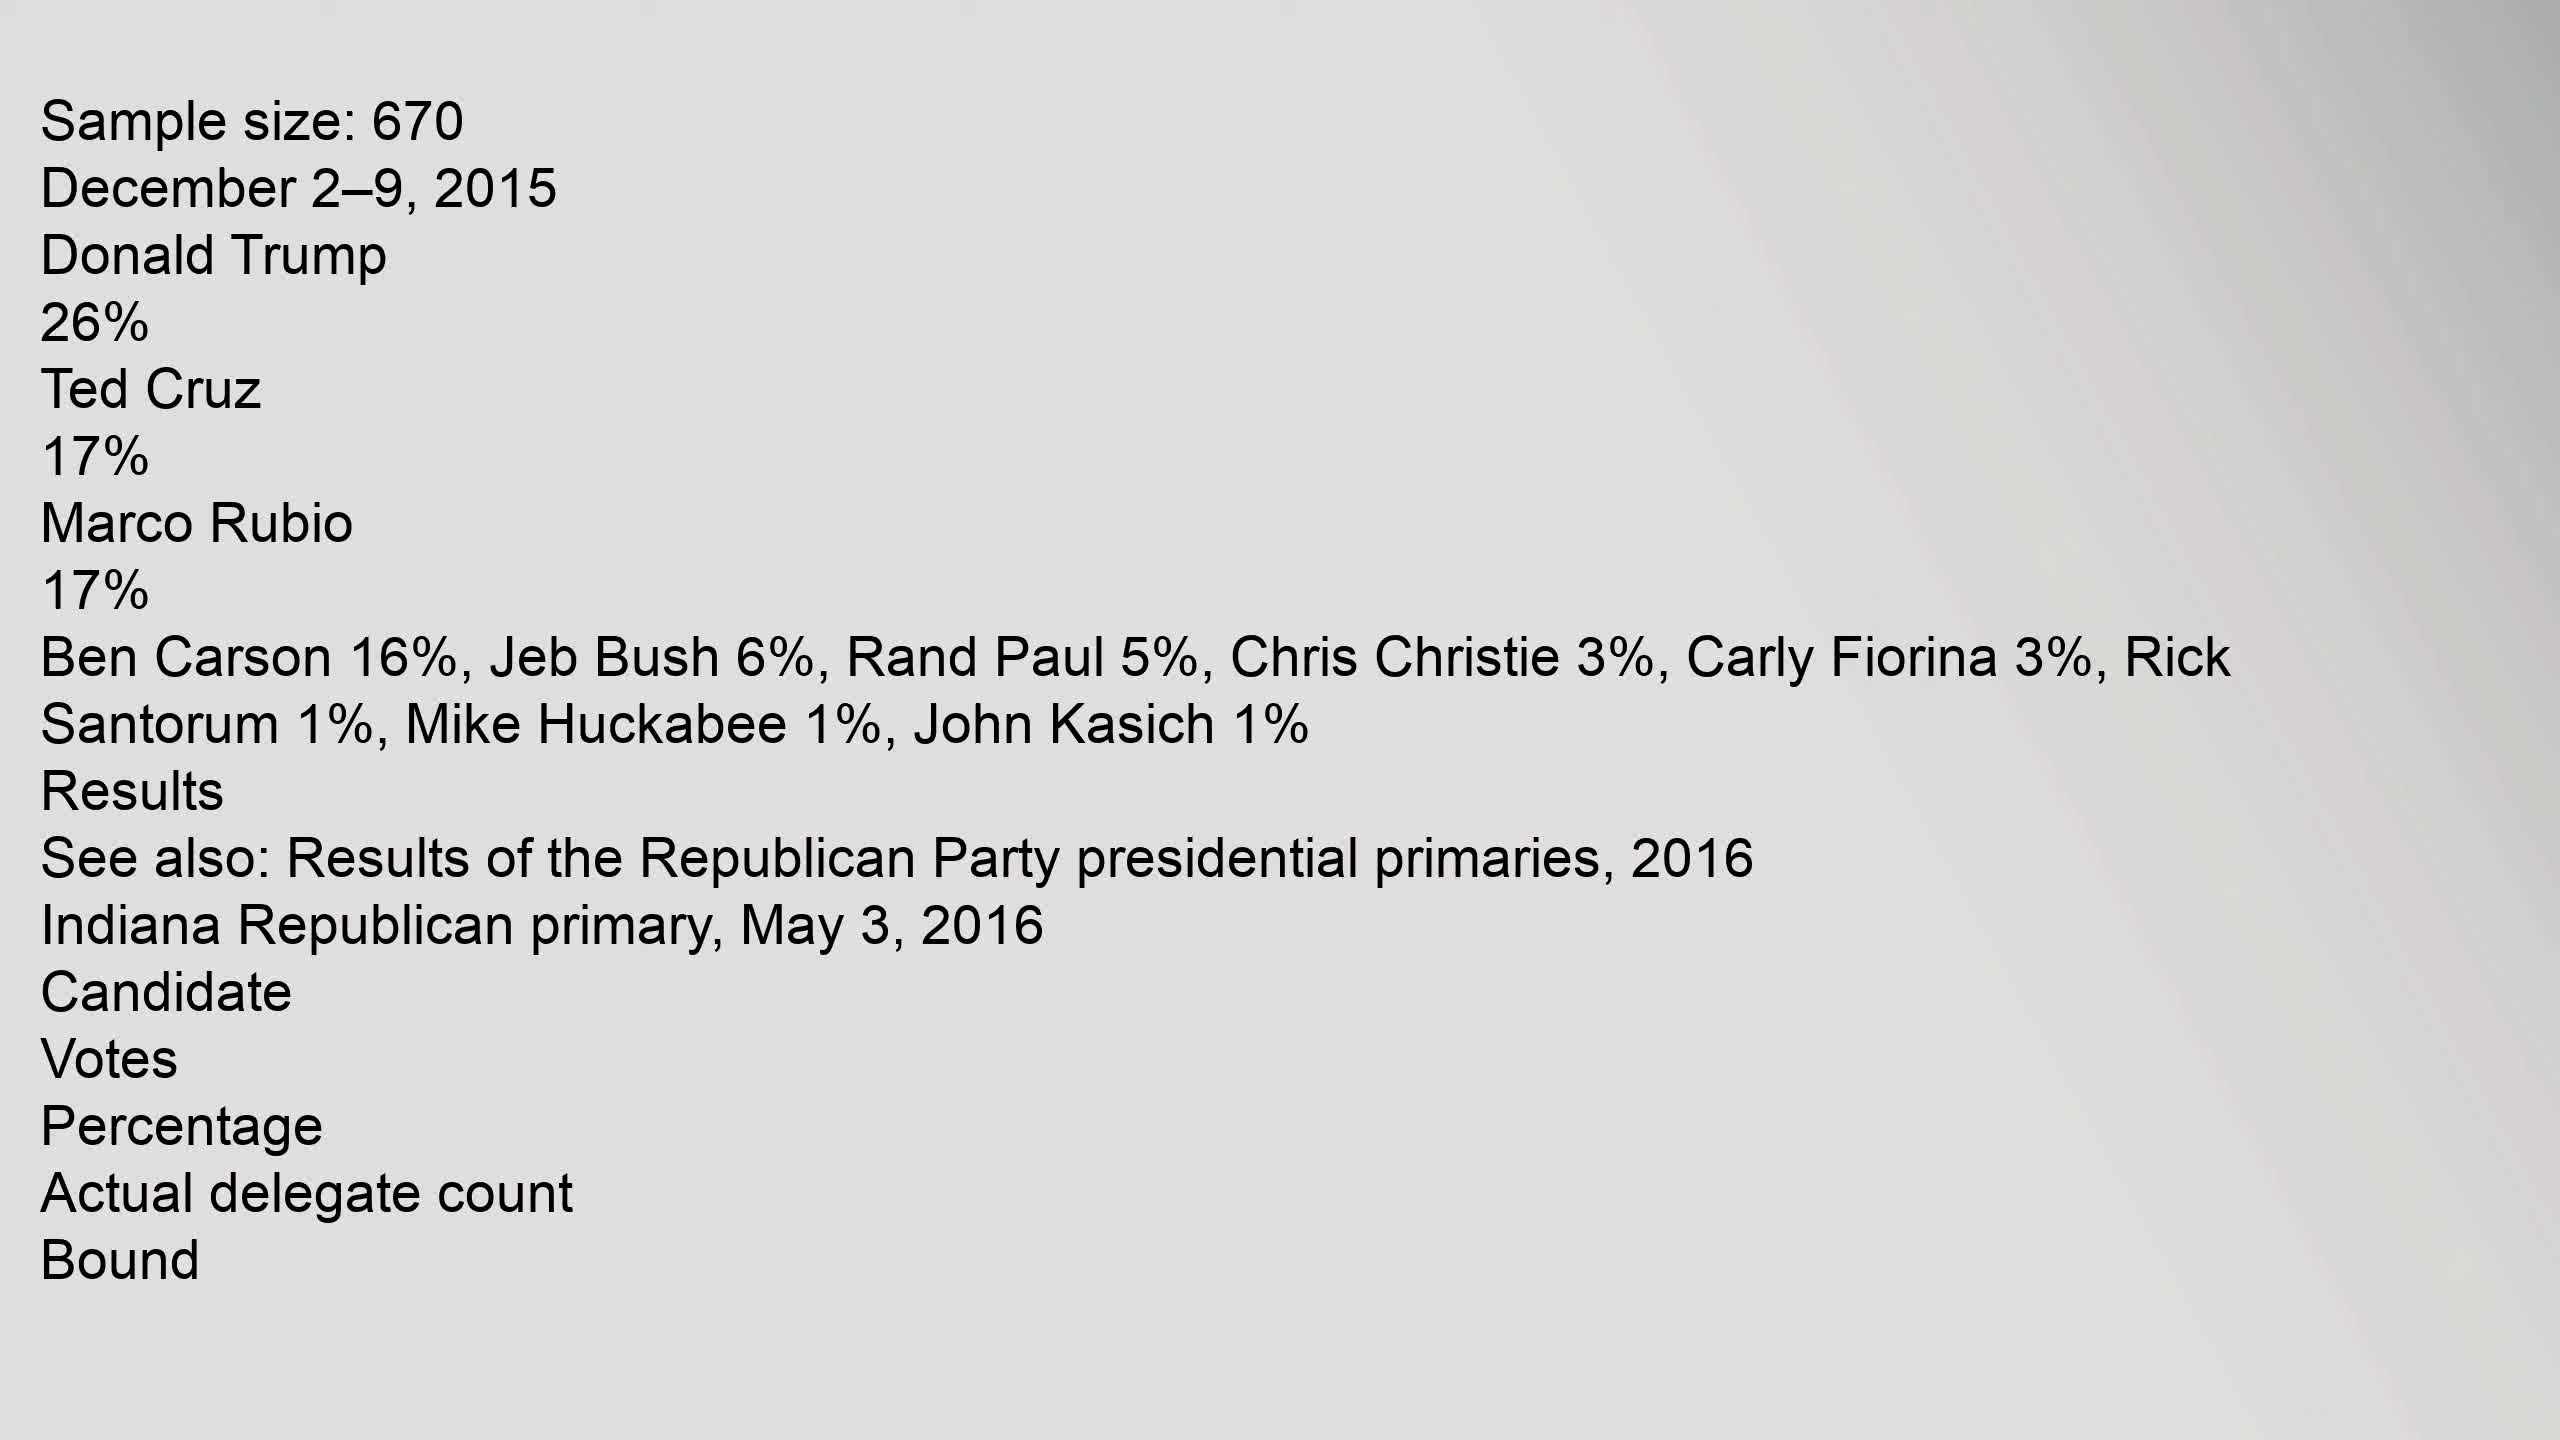 Sample size: 670
December 2–9, 2015
Donald Trump
26%
Ted Cruz
17%
Marco Rubio
17%
Ben Carson 16%, Jeb Bush 6%, Rand Paul 5%, Chris Christie 3%, Carly Fiorina 3%, Rick
Santorum 1%, Mike Huckabee 1%, John Kasich 1%
Results
See also: Results of the Republican Party presidential primaries, 2016
Indiana Republican primary, May 3, 2016
Candidate
Votes
Percentage
Actual delegate count
Bound